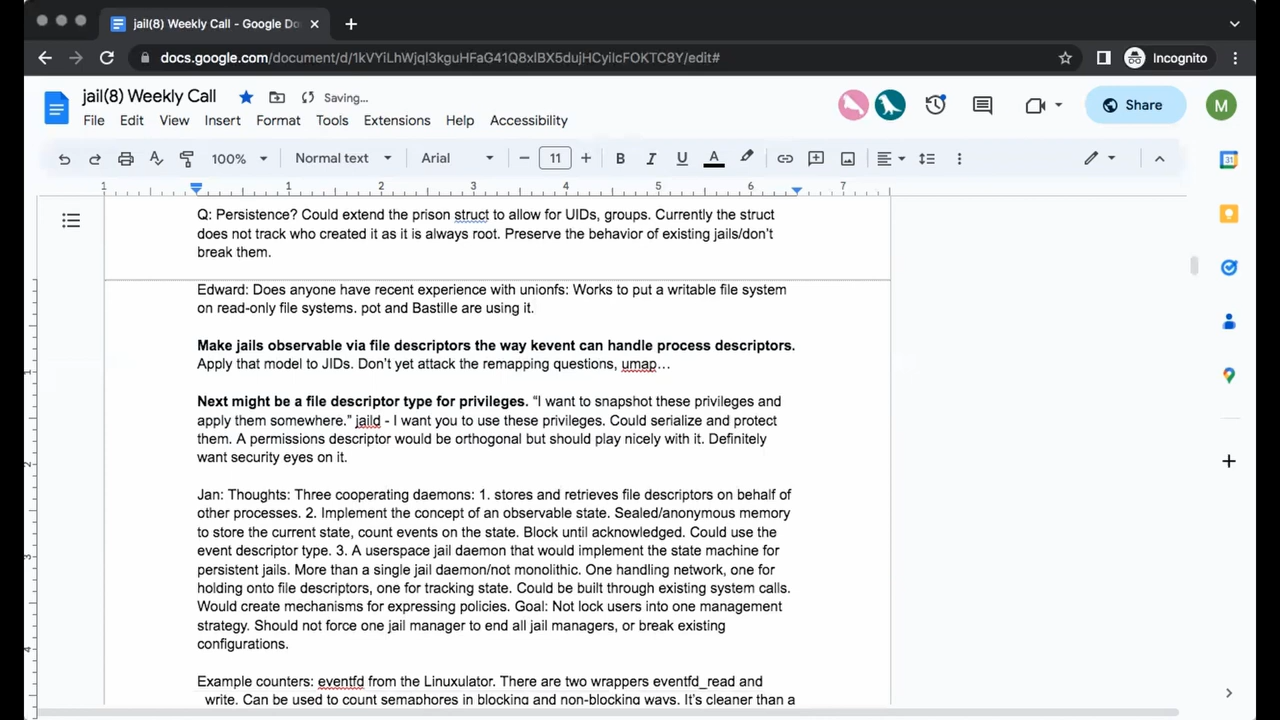 jail(8) Weekly Call - Google Do
docs.google.com/document/d/1kVYiLhWjql3kguHFaG41Q8xlBX5dujHCyiIcFOKTC8Y/edit#
Incognito
jail(8) Weekly Call
Saving...
File Edit View Insert Format Tools Extensions Help Accessibility
Share
M
100% Normal text Arial 11 B I U A
1 1 2 3 4 5 6 7
Q: Persistence? Could extend the prison struct to allow for UIDs, groups. Currently the struct
does not track who created it as it is always root. Preserve the behavior of existing jails/don't
break them.
Edward: Does anyone have recent experience with unionfs: Works to put a writable file system
on read-only file systems. pot and Bastille are using it.
Make jails observable via file descriptors the way kevent can handle process descriptors.
Apply that model to JIDs. Don't yet attack the remapping questions, umap…
Next might be a file descriptor type for privileges. “I want to snapshot these privileges and
apply them somewhere.” jaild - I want you to use these privileges. Could serialize and protect
them. A permissions descriptor would be orthogonal but should play nicely with it. Definitely
want security eyes on it.
Jan: Thoughts: Three cooperating daemons: 1. stores and retrieves file descriptors on behalf of
other processes. 2. Implement the concept of an observable state. Sealed/anonymous memory
to store the current state, count events on the state. Block until acknowledged. Could use the
event descriptor type. 3. A userspace jail daemon that would implement the state machine for
persistent jails. More than a single jail daemon/not monolithic. One handling network, one for
holding onto file descriptors, one for tracking state. Could be built through existing system calls.
Would create mechanisms for expressing policies. Goal: Not lock users into one management
strategy. Should not force one jail manager to end all jail managers, or break existing
configurations.
Example counters: eventfd from the Linuxulator. There are two wrappers eventfd_read and
_write. Can be used to count semaphores in blocking and non-blocking ways. It's cleaner than a